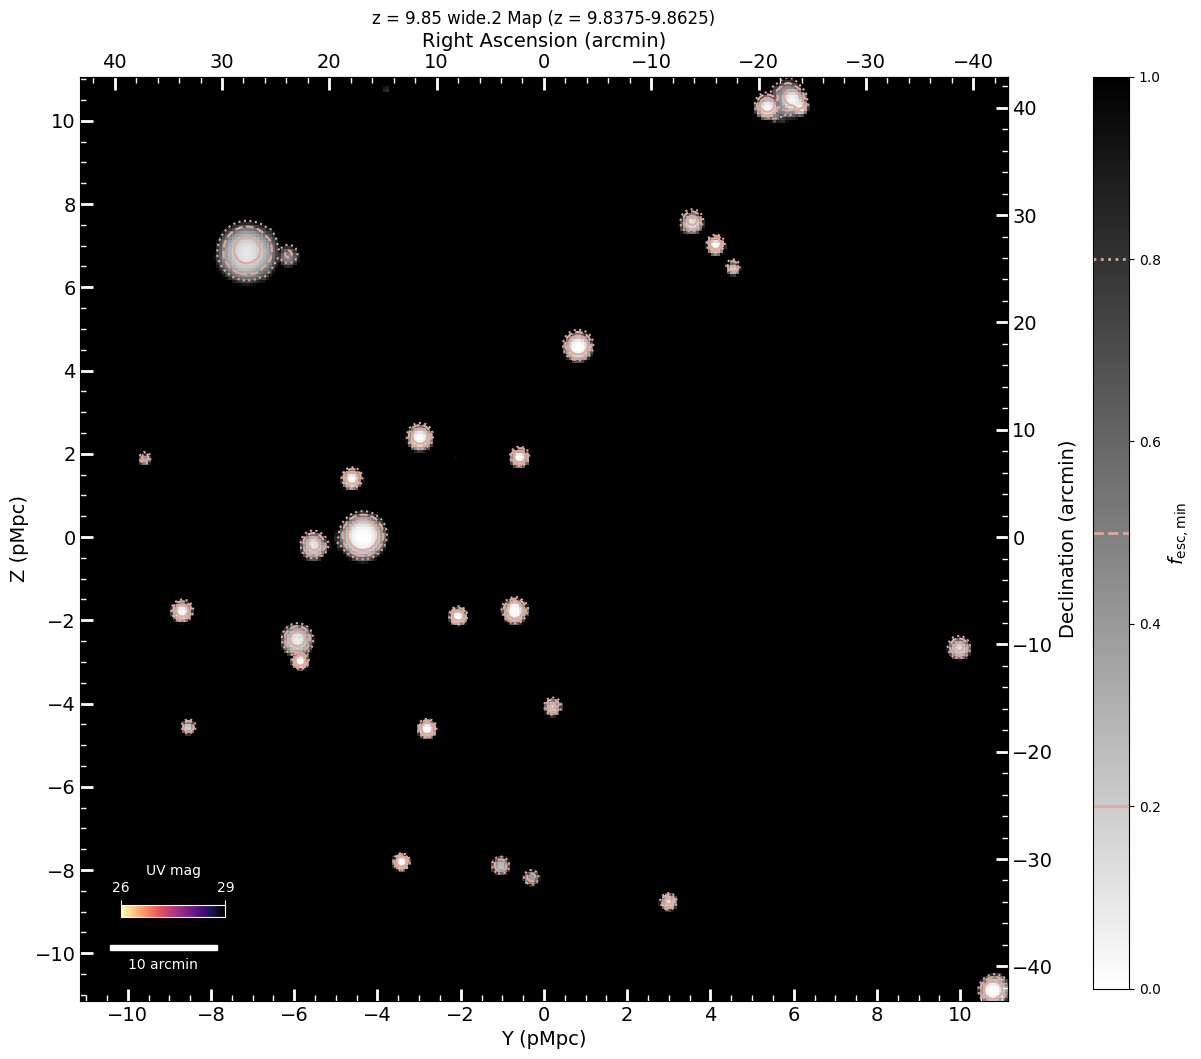 z = 9.85 wide.2 Map (z = 9.8375-9.8625)
Right Ascension (arcmin)
40 30 20 10 0 −10 −20 −30 −40
10 8 6 4 2 0 −2 −4 −6 −8 −10
Z (pMpc)
UV mag
26 29
10 arcmin
−10 −8 −6 −4 −2 0 2 4 6 8 10
Y (pMpc)
40 30 20 10 0 −10 −20 −30 −40
Declination (arcmin)
1.0 0.8 0.6 0.4 0.2 0.0
fesc,min